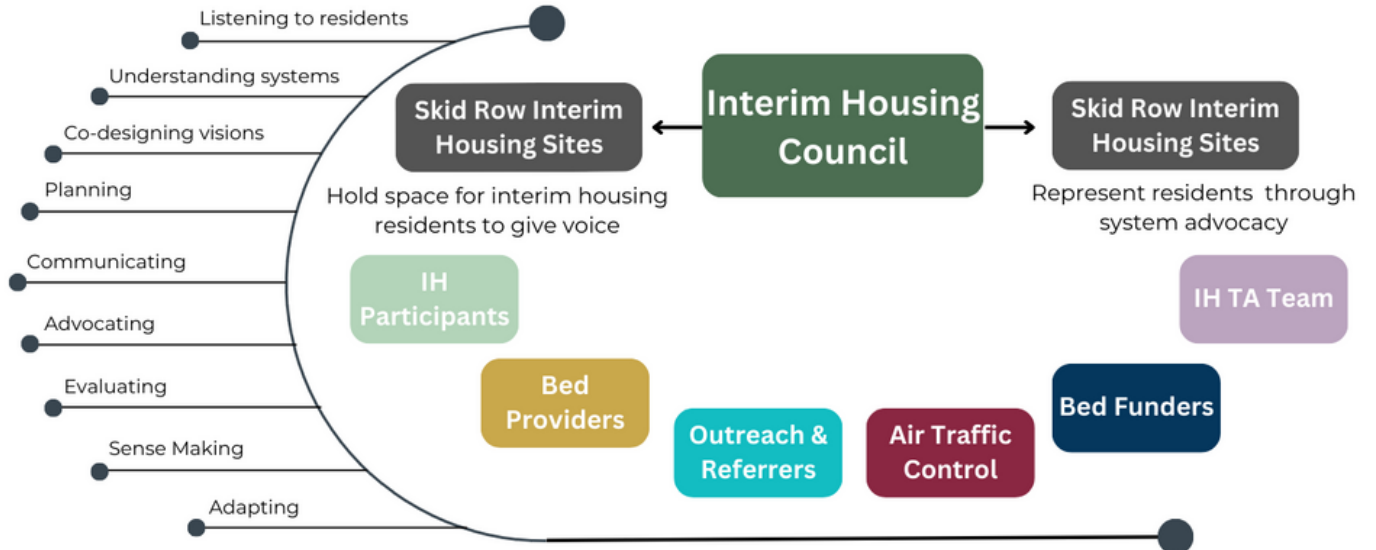 Listening to residents
Understanding systems
Co-designing visions
Planning
Communicating
Advocating
Evaluating
Sense Making
Adapting
Skid Row Interim
Housing Sites
Hold space for interim housing
residents to give voice
Interim Housing
Council
Skid Row Interim
Housing Sites
Represent residents through
system advocacy
IH
Participants
Bed
Providers
Outreach &
Referrers
Air Traffic
Control
Bed Funders
IH TA Team